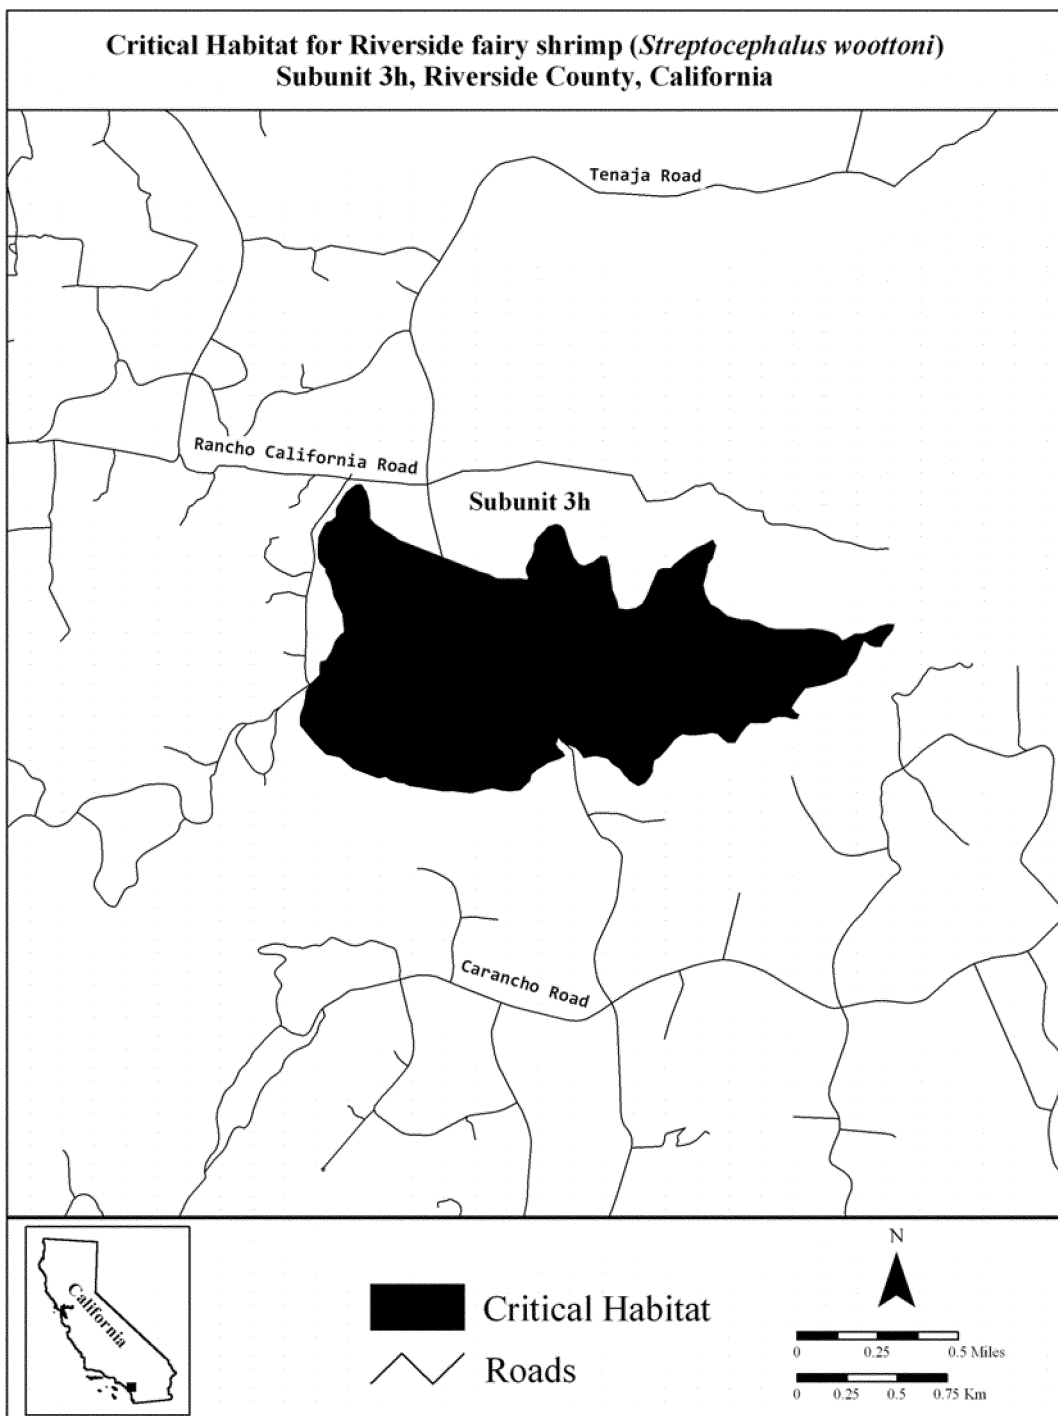 Critical Habitat for Riverside fairy shrimp (Streptocephalus woottoni)
Subunit 3h, Riverside County, California
Tenaja Road
Rancho California Road
Subunit 3h
Carancho Road
California
Critical Habitat
Roads
N
0 0.25 0.5 Miles
0 0.25 0.5 0.75 Km